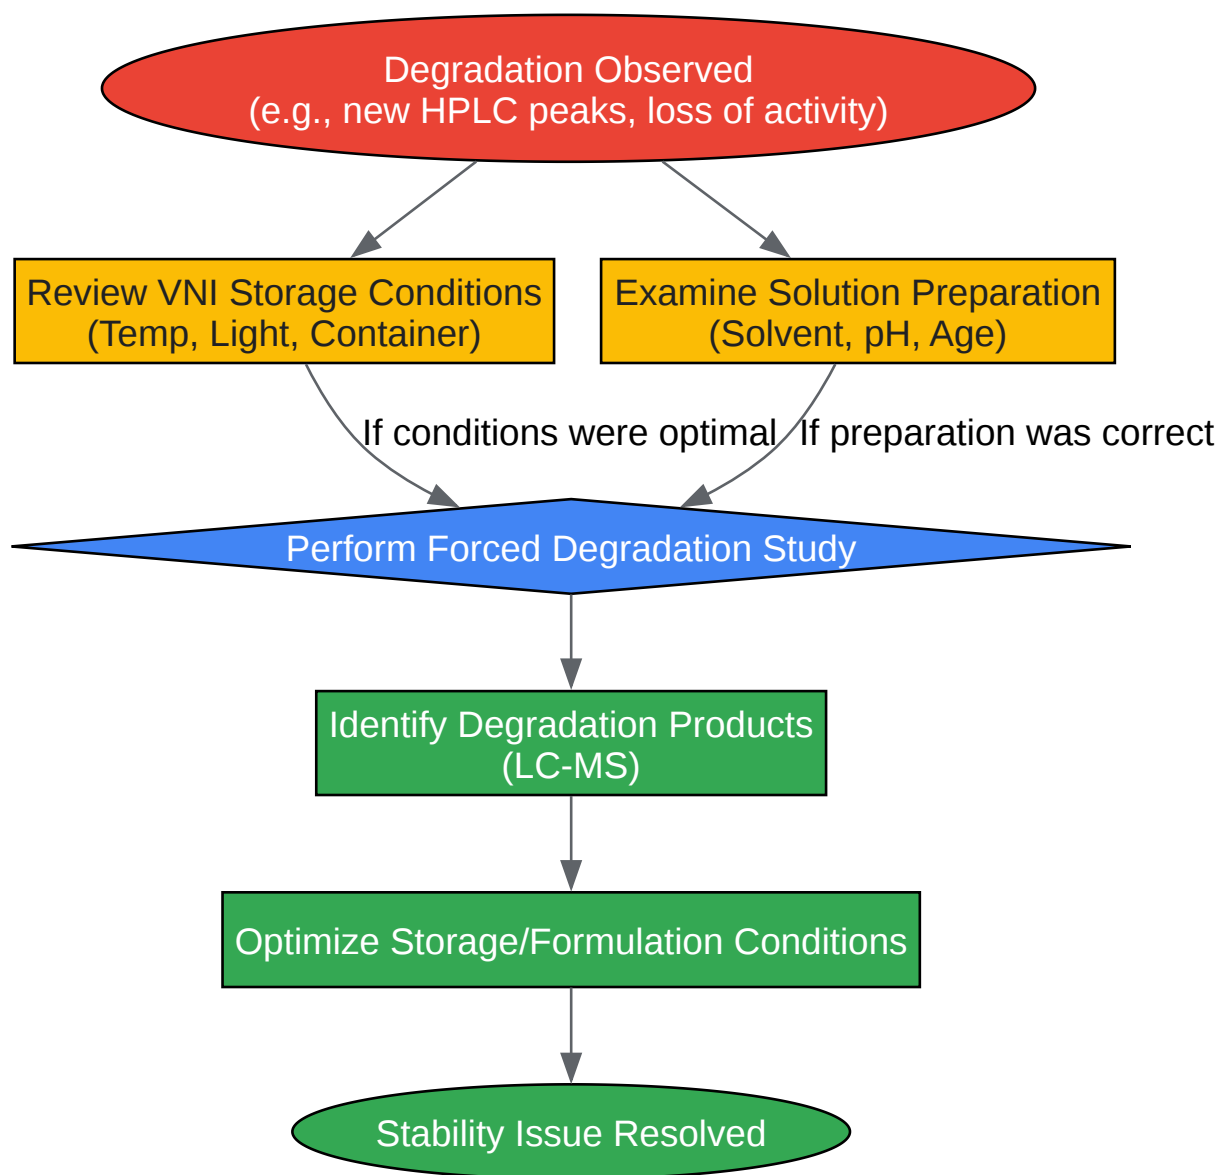 Degradation Observed
(e.g., new HPLC peaks, loss of activity)
Review VNI Storage Conditions
(Temp, Light, Container)
Examine Solution Preparation
(Solvent, pH, Age)
If conditions were optimal
If preparation was correct
Perform Forced Degradation Study
Identify Degradation Products
(LC-MS)
Optimize Storage/Formulation Conditions
Stability Issue Resolved